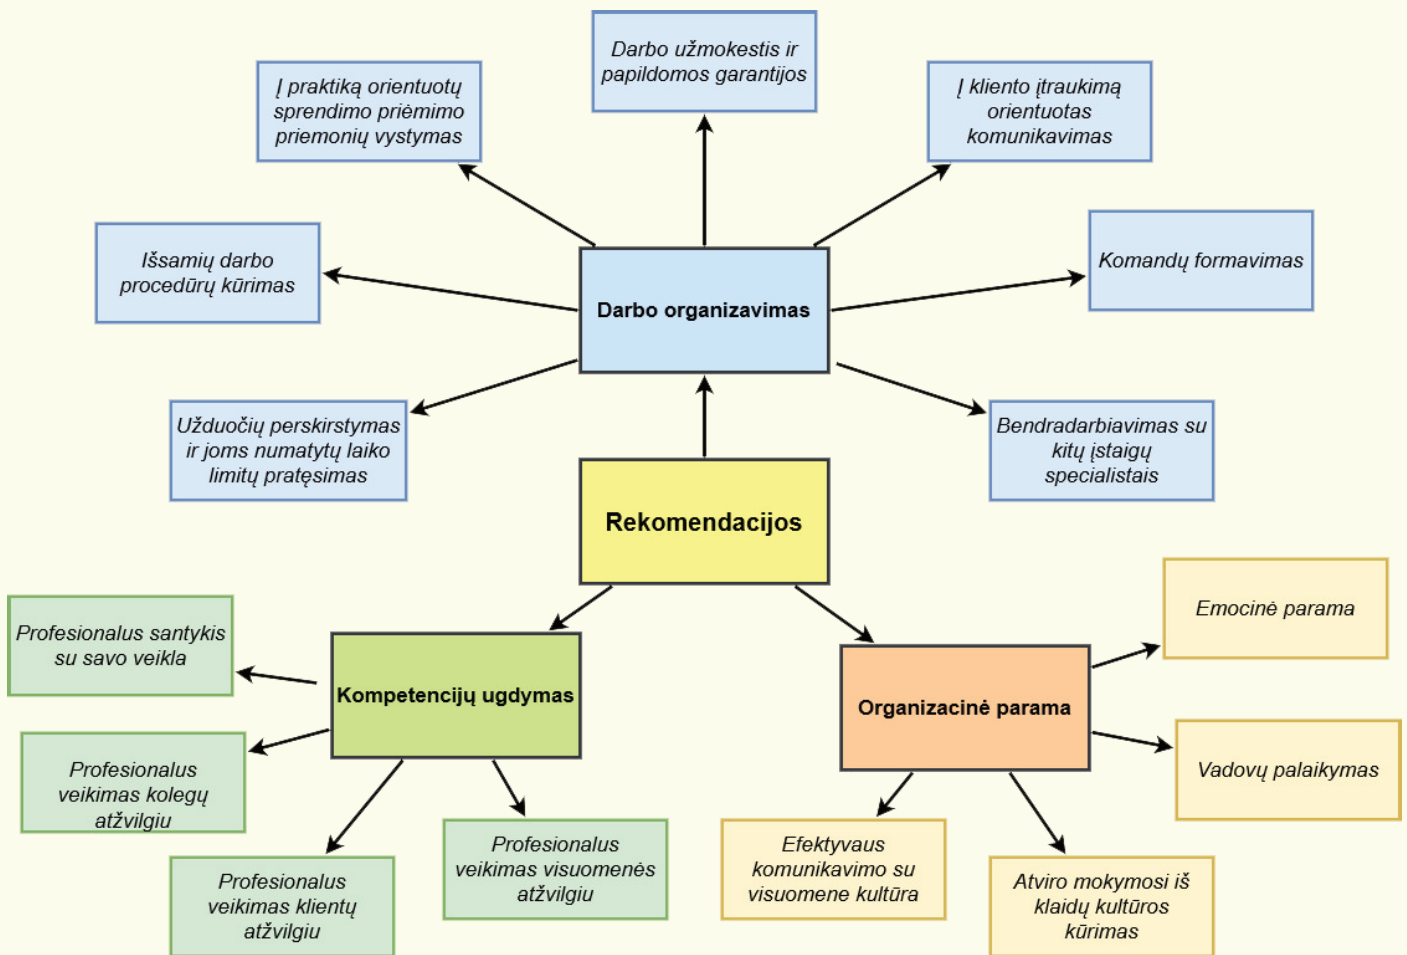 Darbo užmokestis ir
papildomos garantijos
Į praktiką orientuotų
sprendimo priėmimo
priemonių vystymas
Į kliento įtraukimą
orientuotas
komunikavimas
Išsamių darbo
procedūrų kūrimas
Komandų formavimas
Darbo organizavimas
Užduočių perskirstymas
ir joms numatytų laiko
limitų pratęsimas
Bendradarbiavimas su
kitų įstaigų
specialistais
Rekomendacijos
Emocinė parama
Profesionalus santykis
su savo veikla
Kompetencijų ugdymas
Organizacinė parama
Profesionalus
veikimas kolegų
atžvilgiu
Vadovų palaikymas
Profesionalus
veikimas visuomenės
atžvilgiu
Efektyvaus
komunikavimo su
visuomene kultūra
Profesionalus
veikimas klientų
atžvilgiu
Atviro mokymosi iš
klaidų kultūros
kūrimas